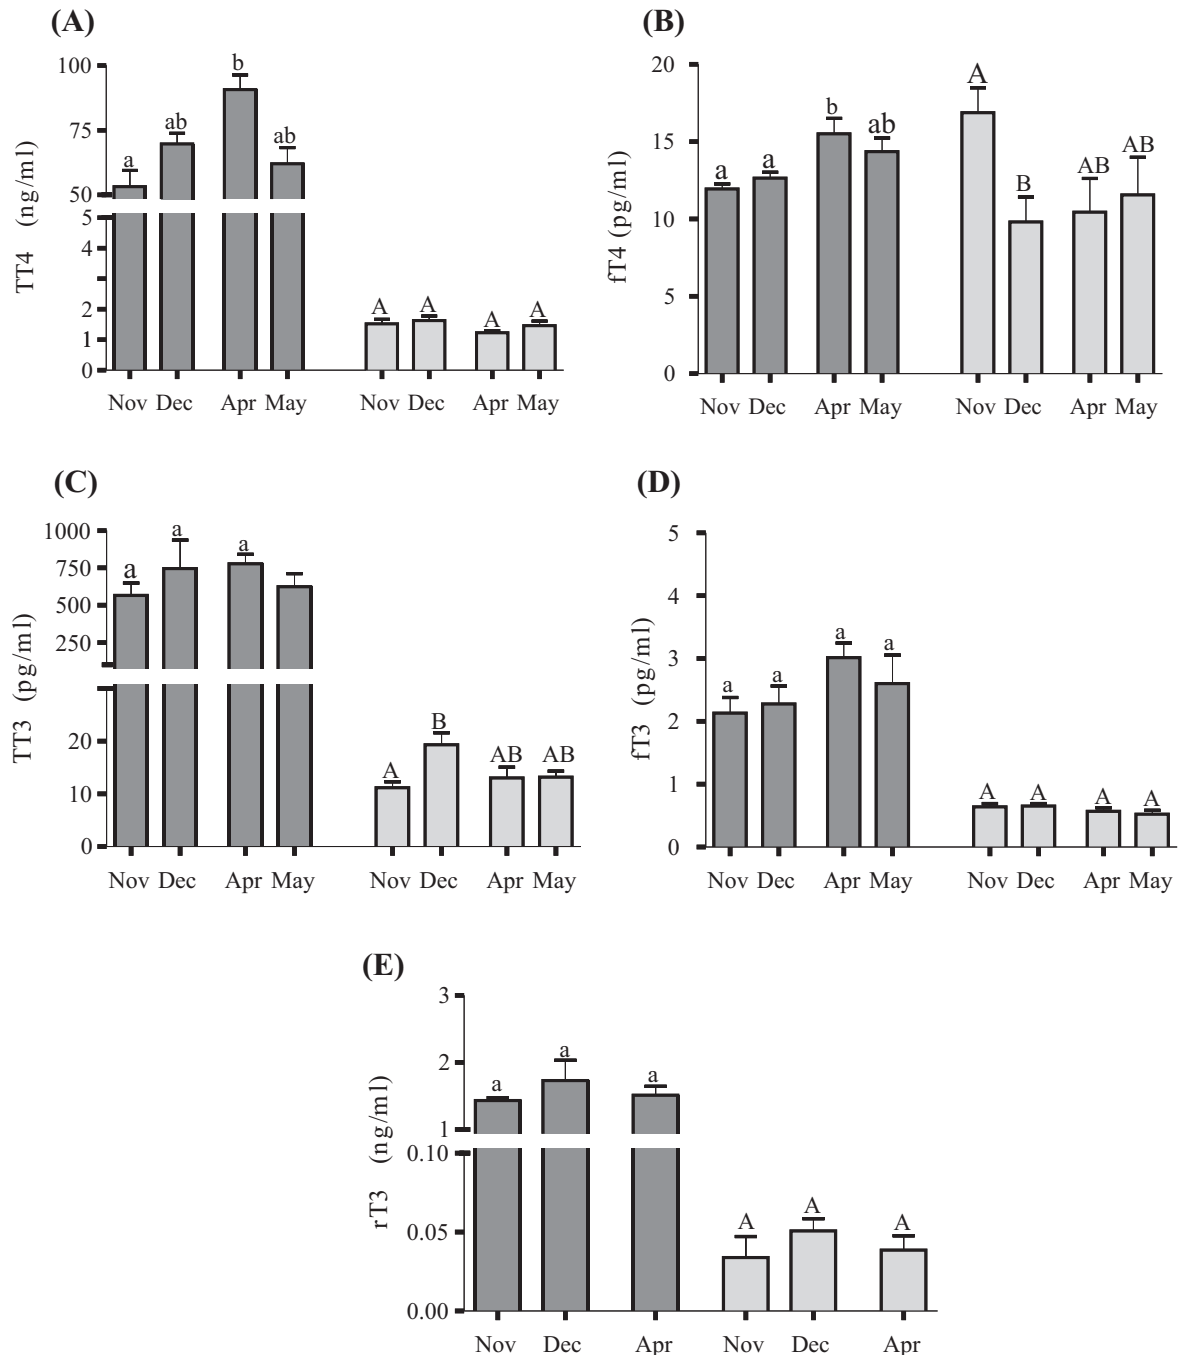 (A)
TT4 (ng/ml)
100
75
50
5
4
2
1
0
a
ab
b
ab
A
A
A
A
Nov Dec Apr May Nov Dec Apr May
(B)
fT4 (pg/ml)
20
15
10
5
0
a
a
b
ab
A
B
AB
AB
Nov Dec Apr May Nov Dec Apr May
(C)
TT3 (pg/ml)
1000
750
500
250
20
10
0
a
a
a
A
B
AB
AB
Nov Dec Apr May Nov Dec Apr May
(D)
fT3 (pg/ml)
5
4
3
2
1
0
a
a
a
a
A
A
A
A
Nov Dec Apr May Nov Dec Apr May
(E)
rT3 (ng/ml)
3
2
1
0.10
0.05
0.00
a
a
a
A
A
A
Nov Dec Apr Nov Dec Apr